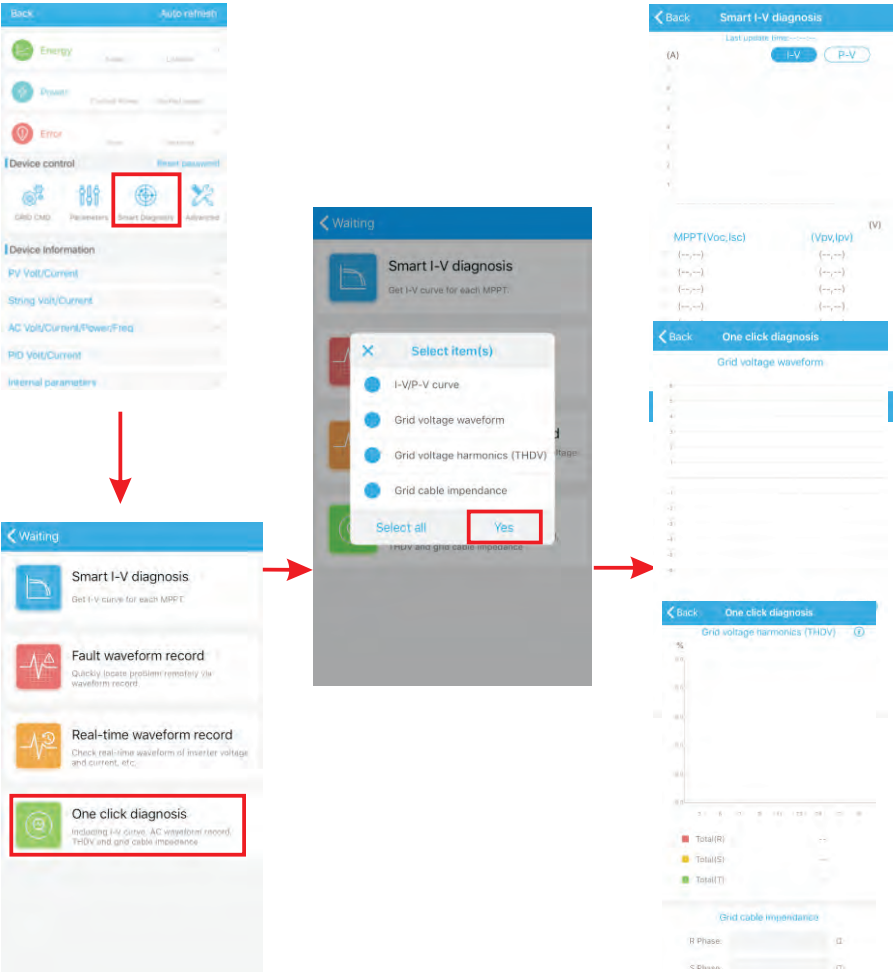 Back Auto refresh
Energy
Power
Error
Device control Reset password
GRID CMD Parameters Smart Diagnosis Advanced
Device Information
PV Volt/Current
String Volt/Current
AC Volt/Current/Power/Freq
PID Volt/Current
Internal parameters
Waiting
Smart I-V diagnosis
Get I-V curve for each MPPT.
Fault waveform record
Quickly locate problem remotely via
waveform record
Real-time waveform record
Check real-time waveform of inverter voltage
and current, etc.
One click diagnosis
Including I-V curve, AC waveform record,
THDV and grid cable impedance
Waiting
Smart I-V diagnosis
Get I-V curve for each MPPT.
Select item(s)
I-V/P-V curve
Grid voltage waveform
Grid voltage harmonics (THDV)
Grid cable impendance
Select all Yes
THDV and grid cable impedance
Back Smart I-V diagnosis
Last update time:--:--:--
(A) I-V P-V
(V)
MPPT(Voc,Isc) (Vpv,Ipv)
(--,--) (--,--)
(--,--) (--,--)
(--,--) (--,--)
(--,--) (--,--)
Back One click diagnosis
Grid voltage waveform
Back One click diagnosis
Grid voltage harmonics (THDV)
%
Total(R) --
Total(S) --
Total(T) --
Grid cable impendance
R Phase: Ω
S Phase: Ω